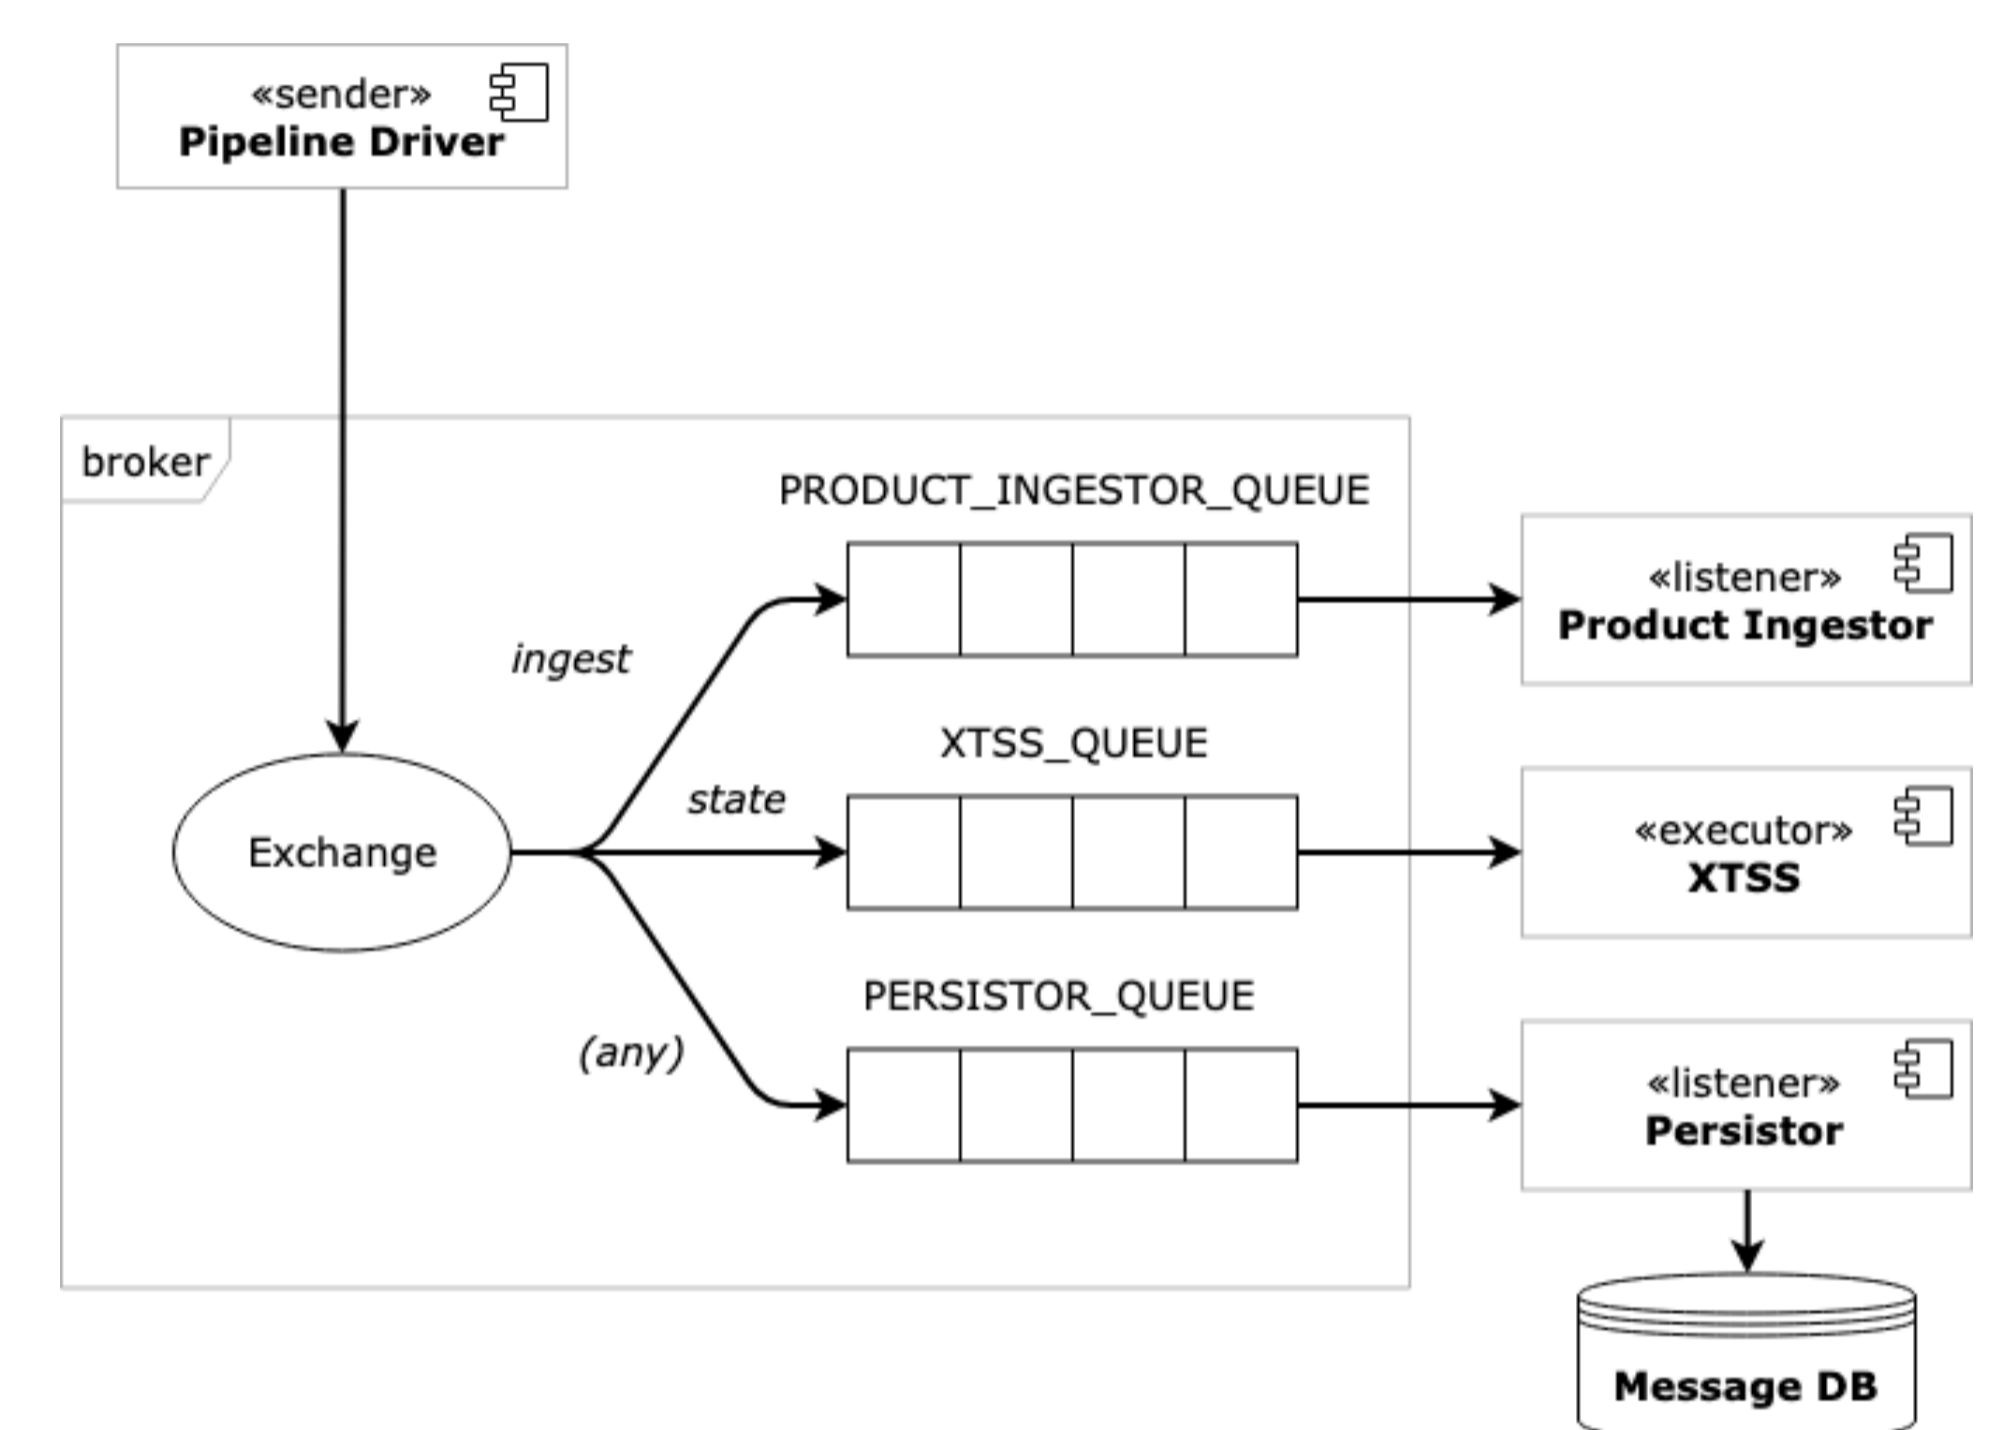 «sender»
Pipeline Driver
broker
PRODUCT_INGESTOR_QUEUE
«listener»
Product Ingestor
ingest
XTSS_QUEUE
state
«executor»
XTSS
Exchange
PERSISTOR_QUEUE
(any)
«listener»
Persistor
Message DB